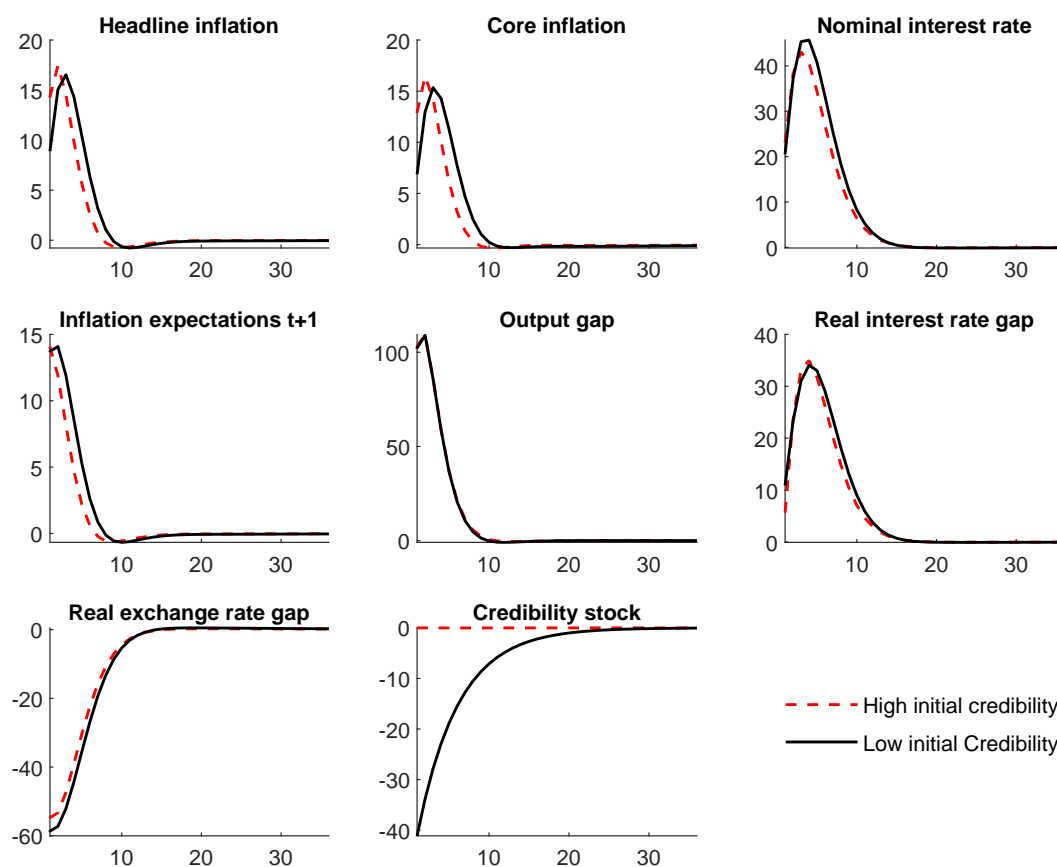 Headline inflation
20
15
10
5
0
10 20 30
Core inflation
20
15
10
5
0
10 20 30
Nominal interest rate
40
30
20
10
0
10 20 30
Inflation expectations t+1
15
10
5
0
10 20 30
Output gap
100
50
0
10 20 30
Real interest rate gap
40
30
20
10
0
10 20 30
Real exchange rate gap
0
-20
-40
-60
10 20 30
Credibility stock
0
-10
-20
-30
-40
10 20 30
High initial credibility
Low initial Credibility